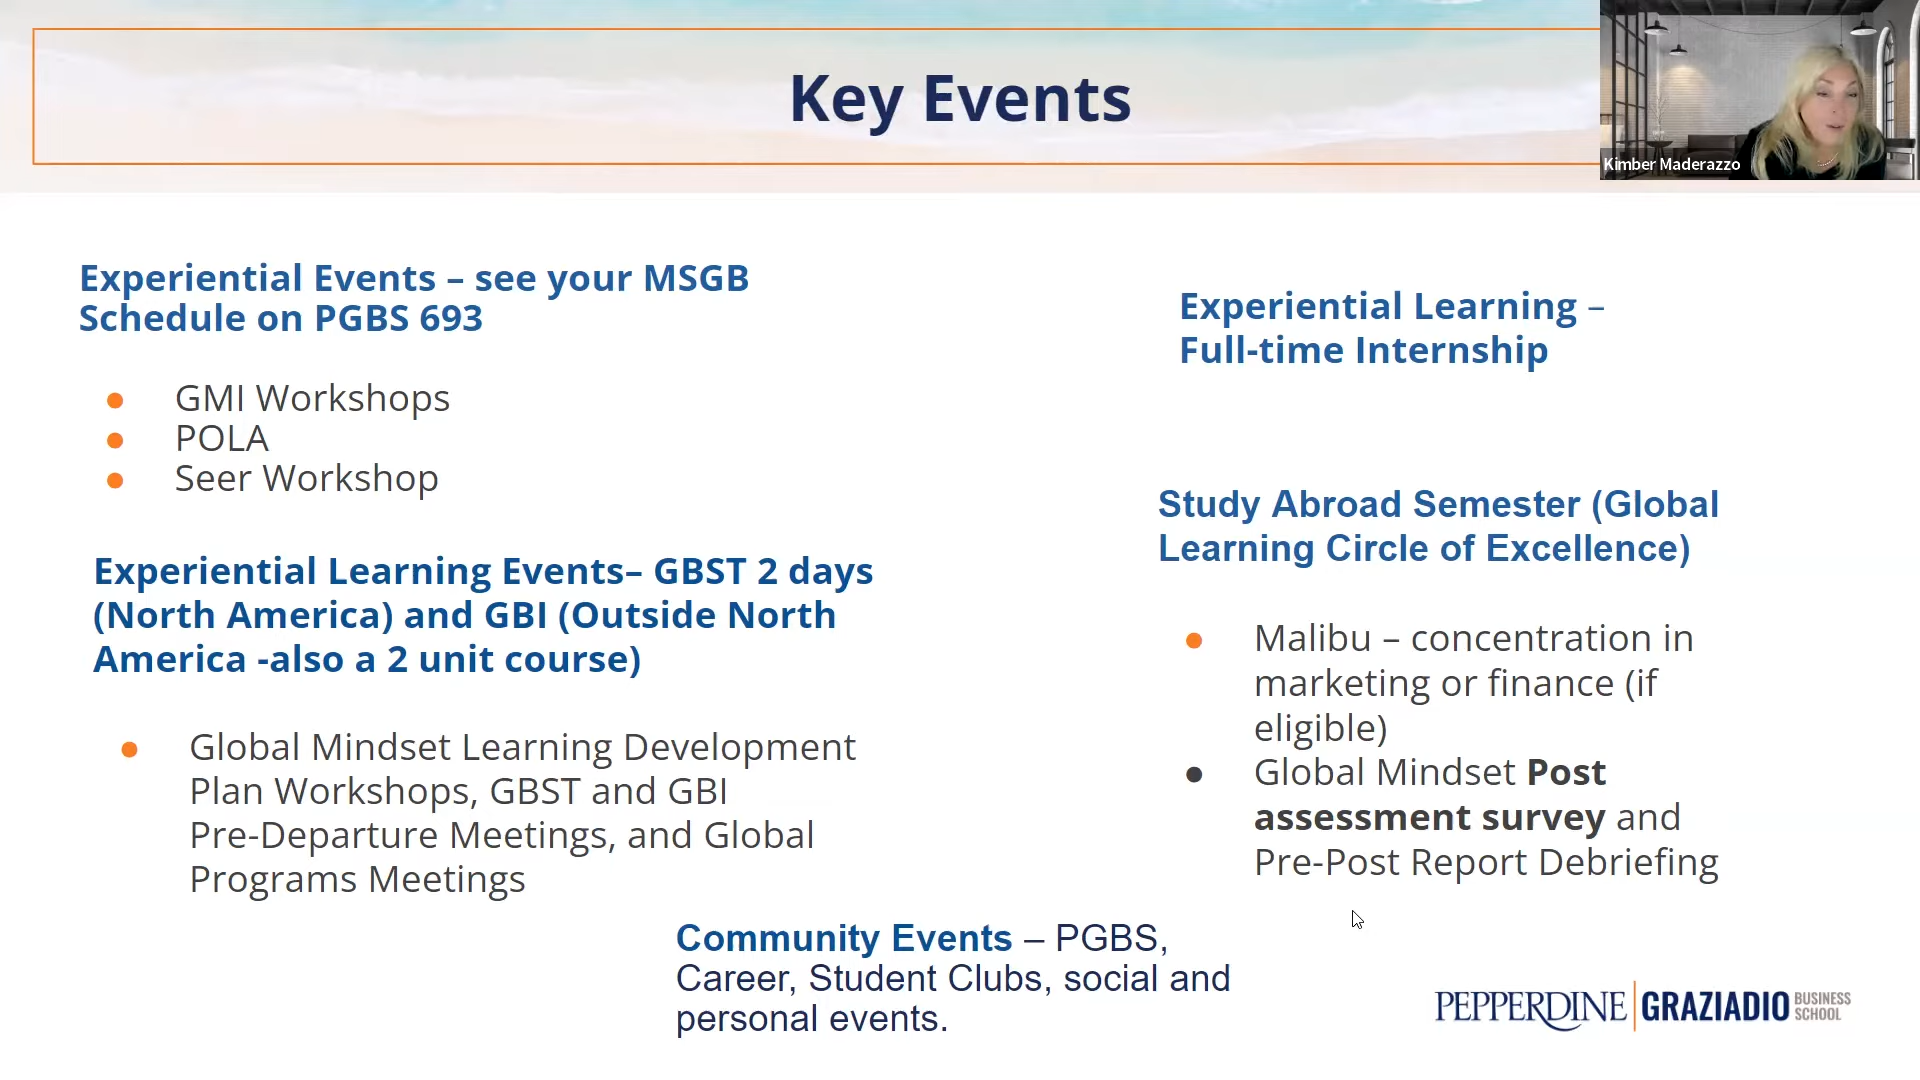 Key Events
Kimber Maderazzo
Experiential Events – see your MSGB
Schedule on PGBS 693
● GMI Workshops
● POLA
● Seer Workshop
Experiential Learning Events– GBST 2 days
(North America) and GBI (Outside North
America -also a 2 unit course)
● Global Mindset Learning Development
Plan Workshops, GBST and GBI
Pre-Departure Meetings, and Global
Programs Meetings
Experiential Learning –
Full-time Internship
Study Abroad Semester (Global
Learning Circle of Excellence)
● Malibu – concentration in
marketing or finance (if
eligible)
● Global Mindset Post
assessment survey and
Pre-Post Report Debriefing
Community Events – PGBS,
Career, Student Clubs, social and
personal events.
PEPPERDINE GRAZIADIO BUSINESS
SCHOOL